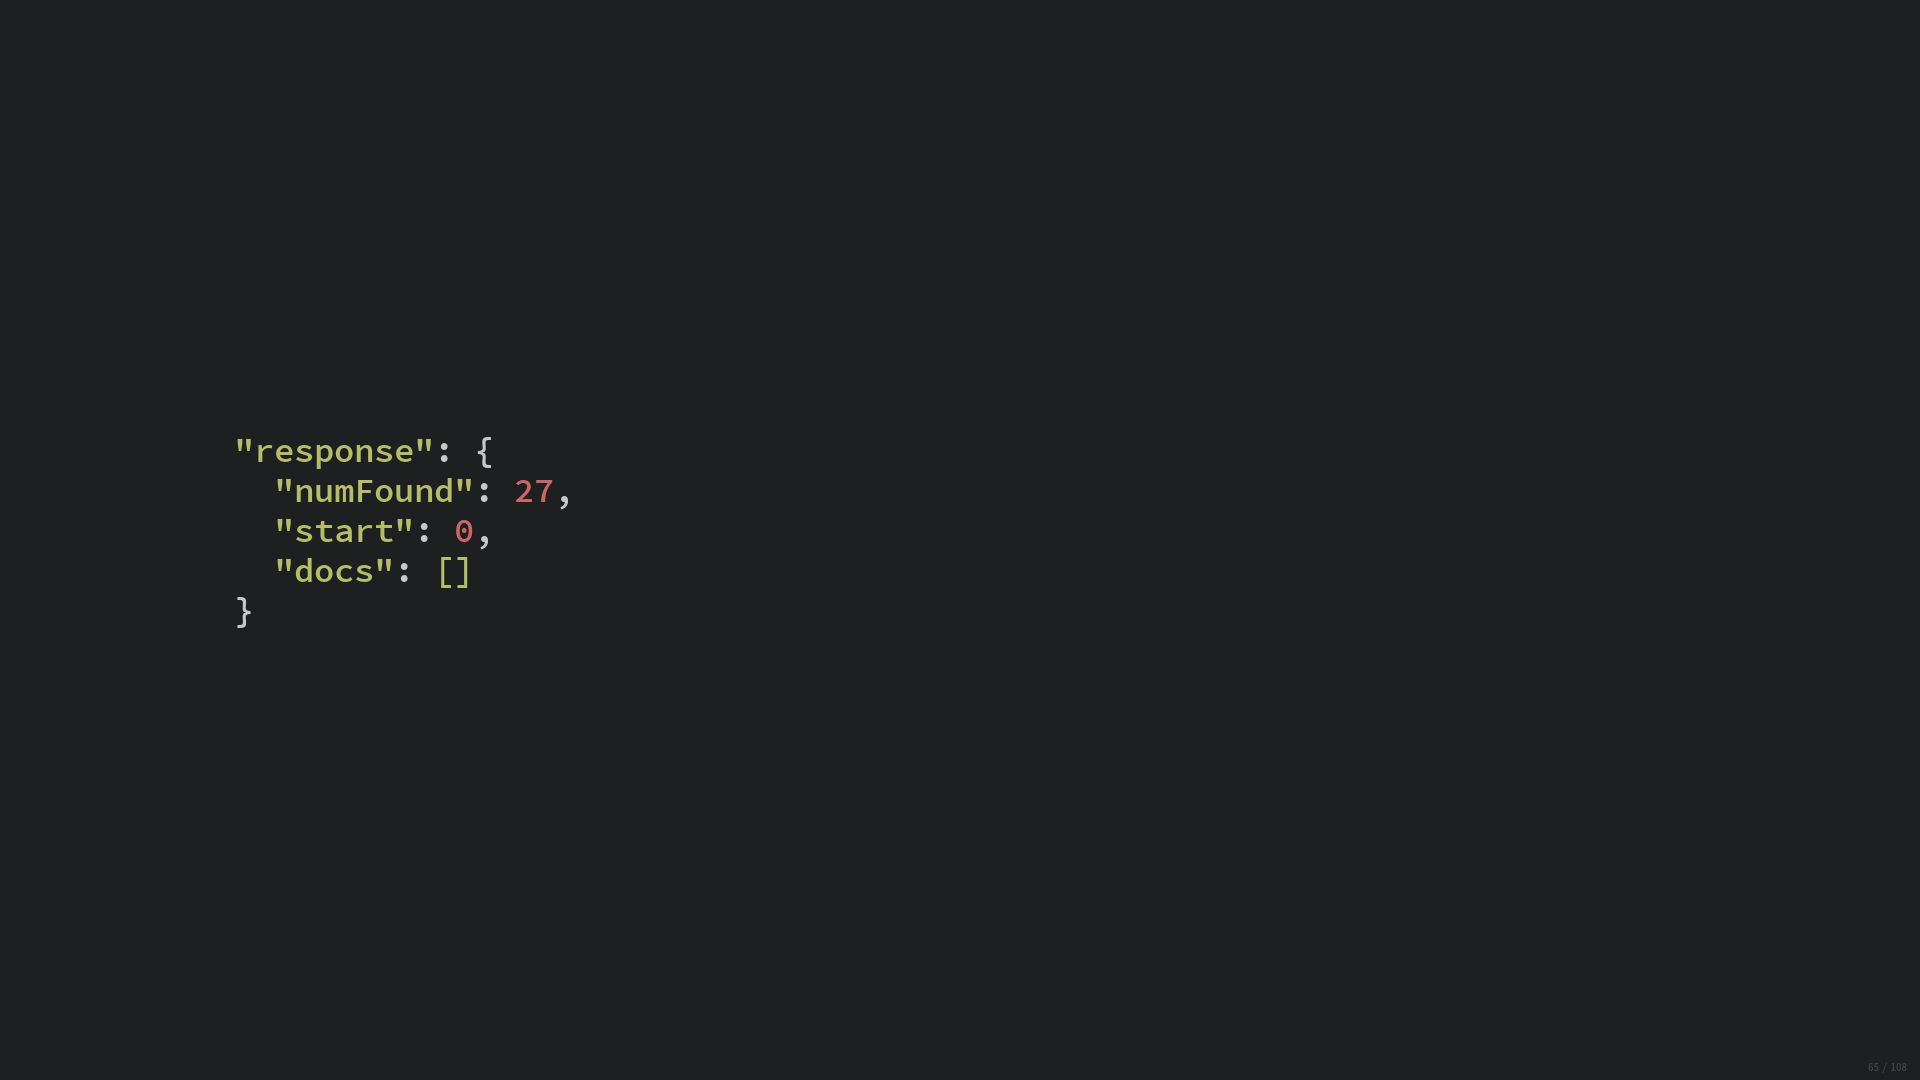 "response": {
  "numFound": 27,
  "start": 0,
  "docs": []
}
65 / 108